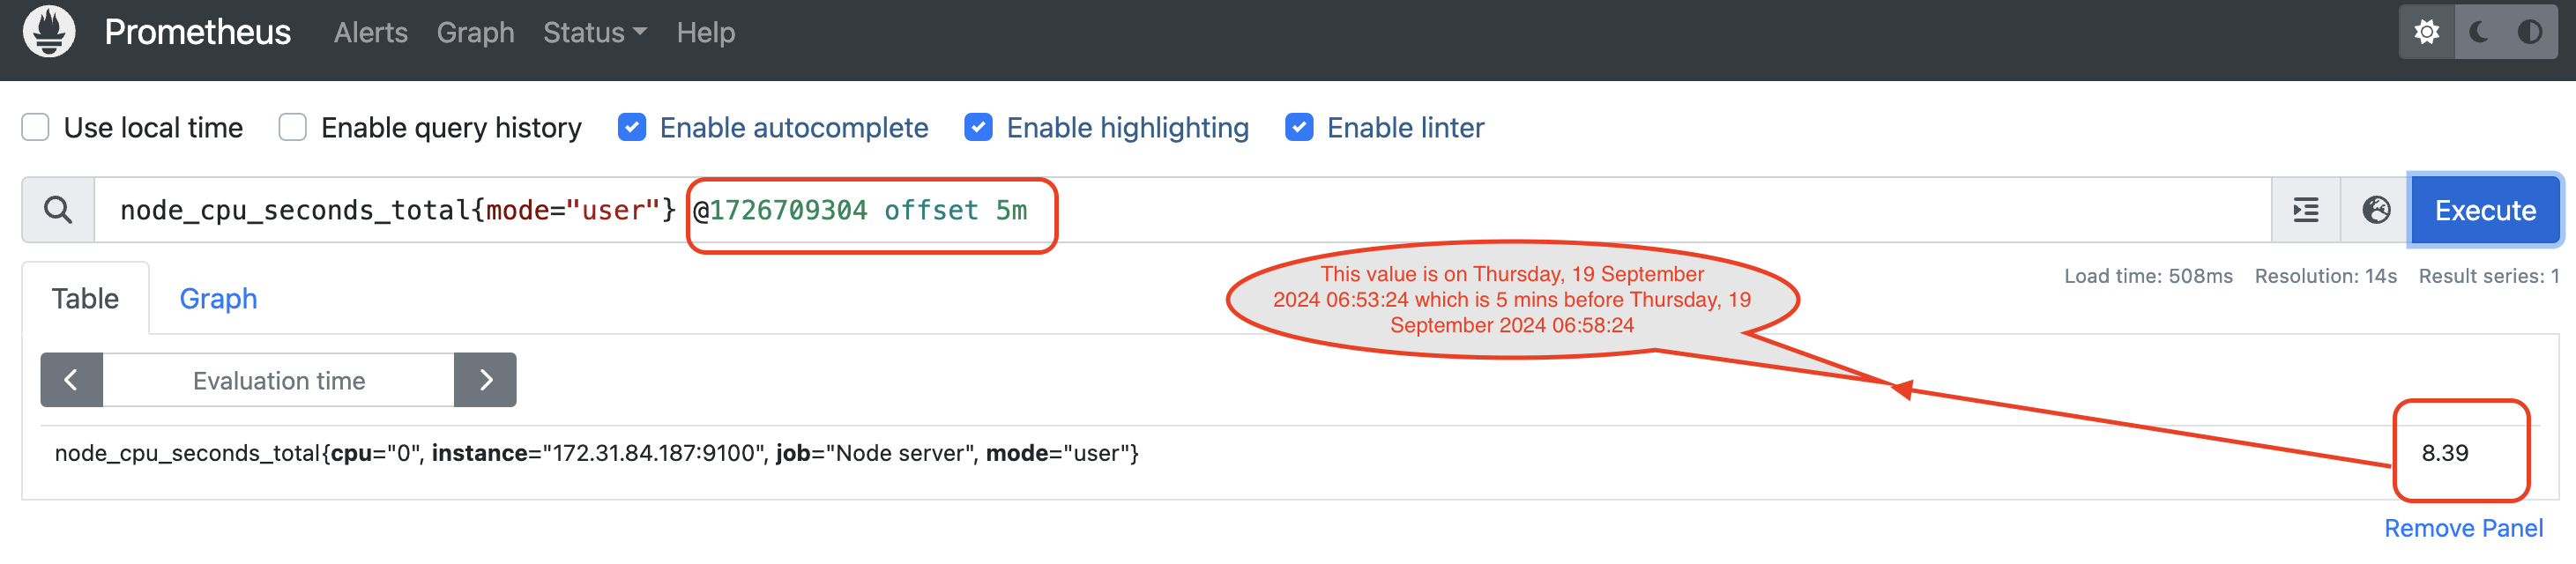 Prometheus Alerts Graph Status Help
Use local time Enable query history Enable autocomplete Enable highlighting Enable linter
node_cpu_seconds_total{mode="user"} @1726709304 offset 5m Execute
This value is on Thursday, 19 September
2024 06:53:24 which is 5 mins before Thursday, 19
September 2024 06:58:24
Load time: 508ms Resolution: 14s Result series: 1
Table Graph
Evaluation time
node_cpu_seconds_total{cpu="0", instance="172.31.84.187:9100", job="Node server", mode="user"} 8.39
Remove Panel